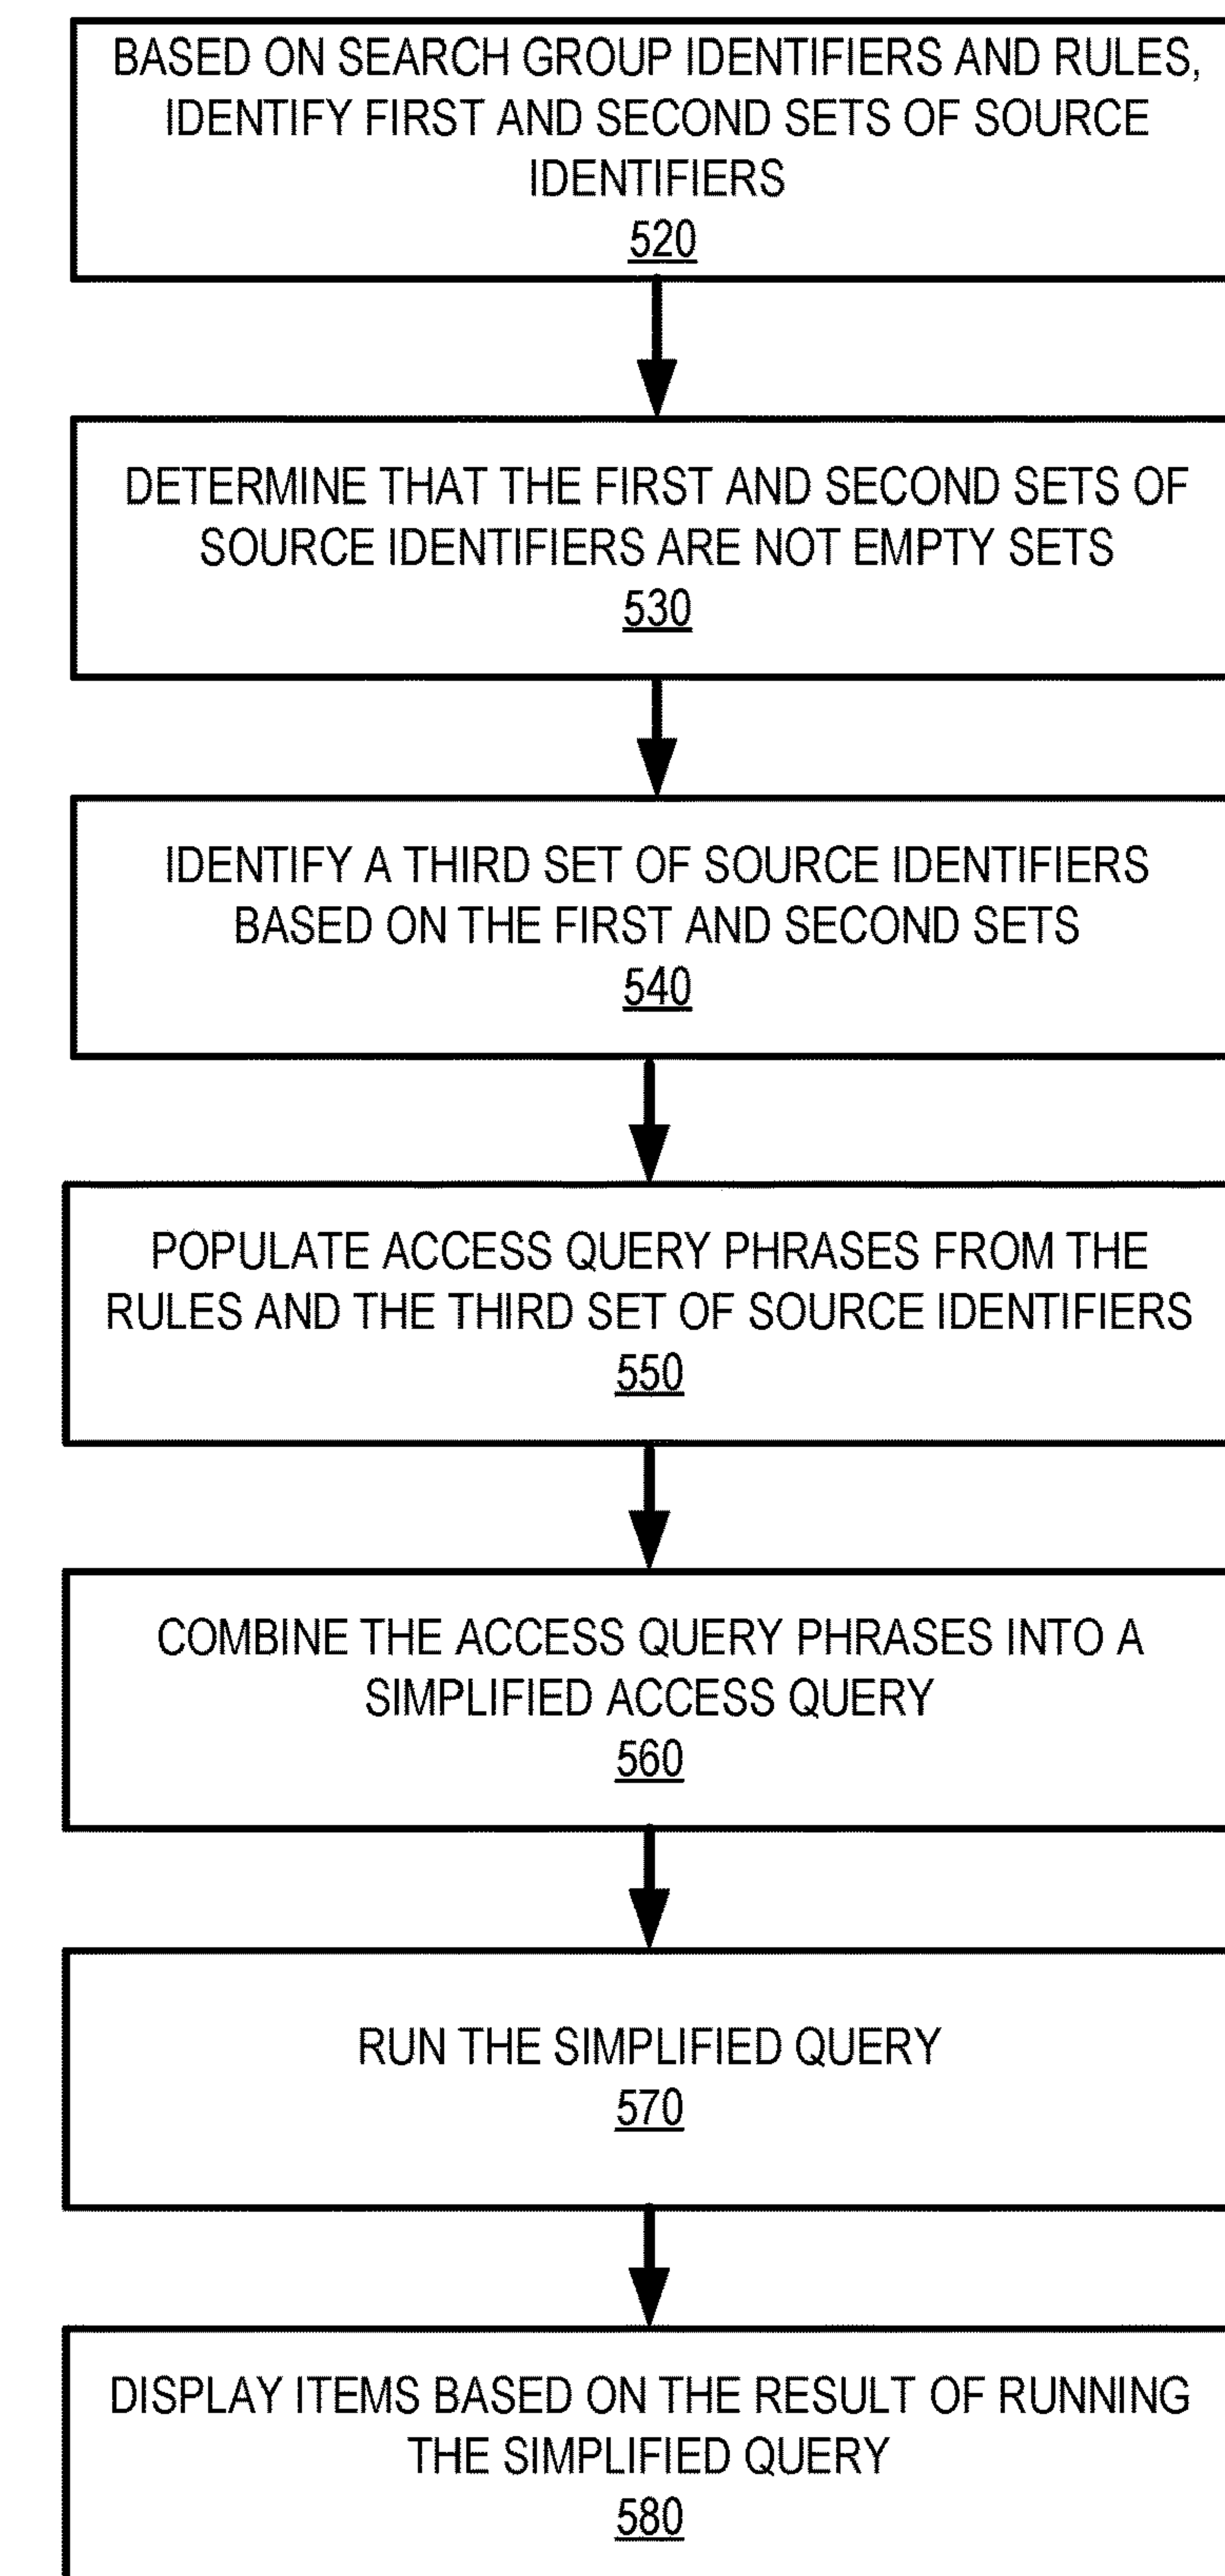 BASED ON SEARCH GROUP IDENTIFIERS AND RULES,
IDENTIFY FIRST AND SECOND SETS OF SOURCE
IDENTIFIERS
520
DETERMINE THAT THE FIRST AND SECOND SETS OF
SOURCE IDENTIFIERS ARE NOT EMPTY SETS
530
IDENTIFY A THIRD SET OF SOURCE IDENTIFIERS
BASED ON THE FIRST AND SECOND SETS
540
POPULATE ACCESS QUERY PHRASES FROM THE
RULES AND THE THIRD SET OF SOURCE IDENTIFIERS
550
COMBINE THE ACCESS QUERY PHRASES INTO A
SIMPLIFIED ACCESS QUERY
560
RUN THE SIMPLIFIED QUERY
570
DISPLAY ITEMS BASED ON THE RESULT OF RUNNING
THE SIMPLIFIED QUERY
580